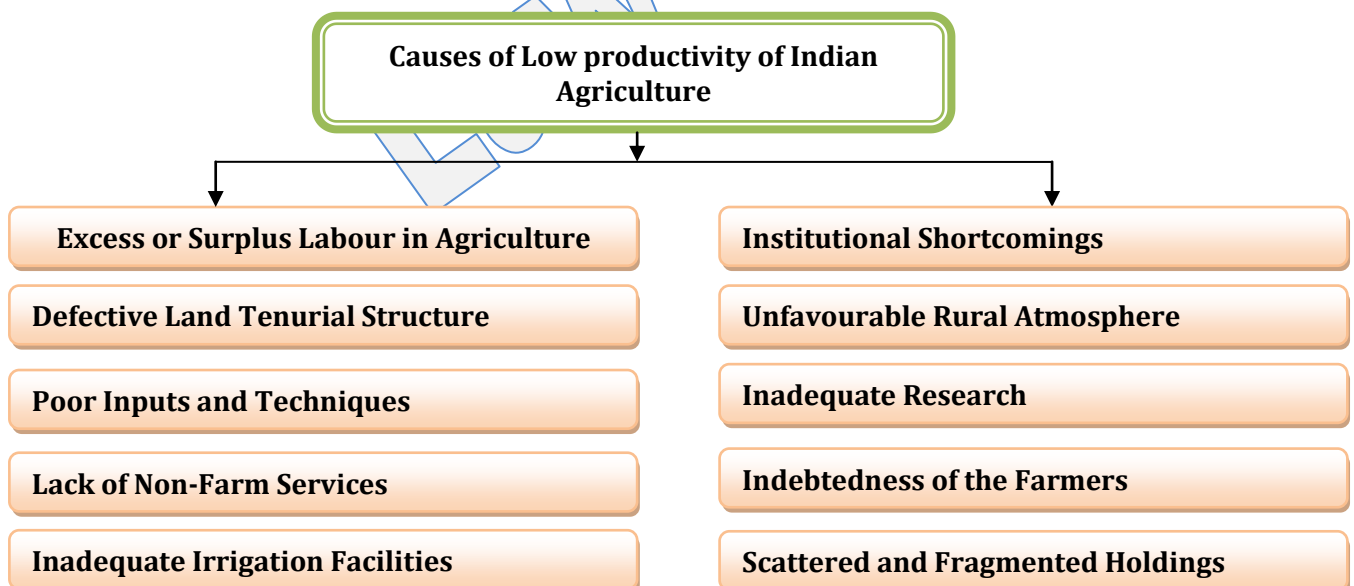 Causes of Low productivity of Indian
Agriculture
Excess or Surplus Labour in Agriculture
Defective Land Tenurial Structure
Poor Inputs and Techniques
Lack of Non-Farm Services
Inadequate Irrigation Facilities
Institutional Shortcomings
Unfavourable Rural Atmosphere
Inadequate Research
Indebtedness of the Farmers
Scattered and Fragmented Holdings